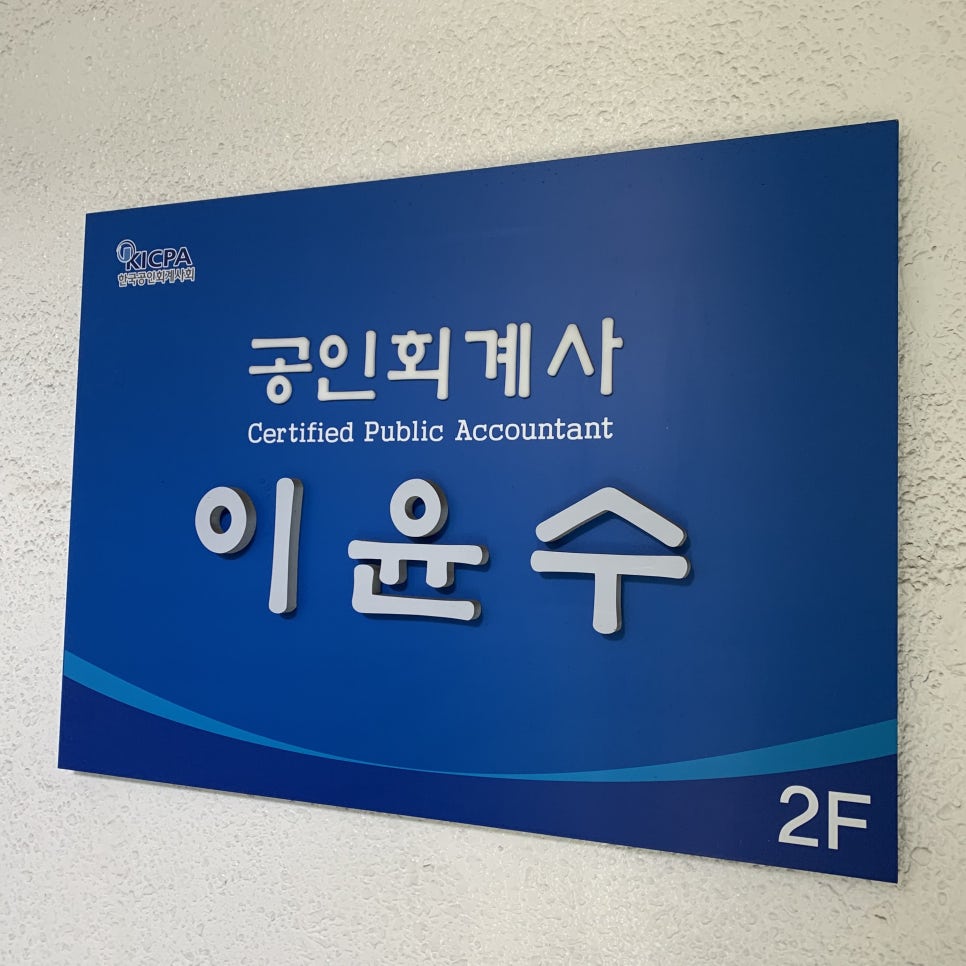 KICPA
한국공인회계사회
공인회계사
Certified Public Accountant
이윤수
2F